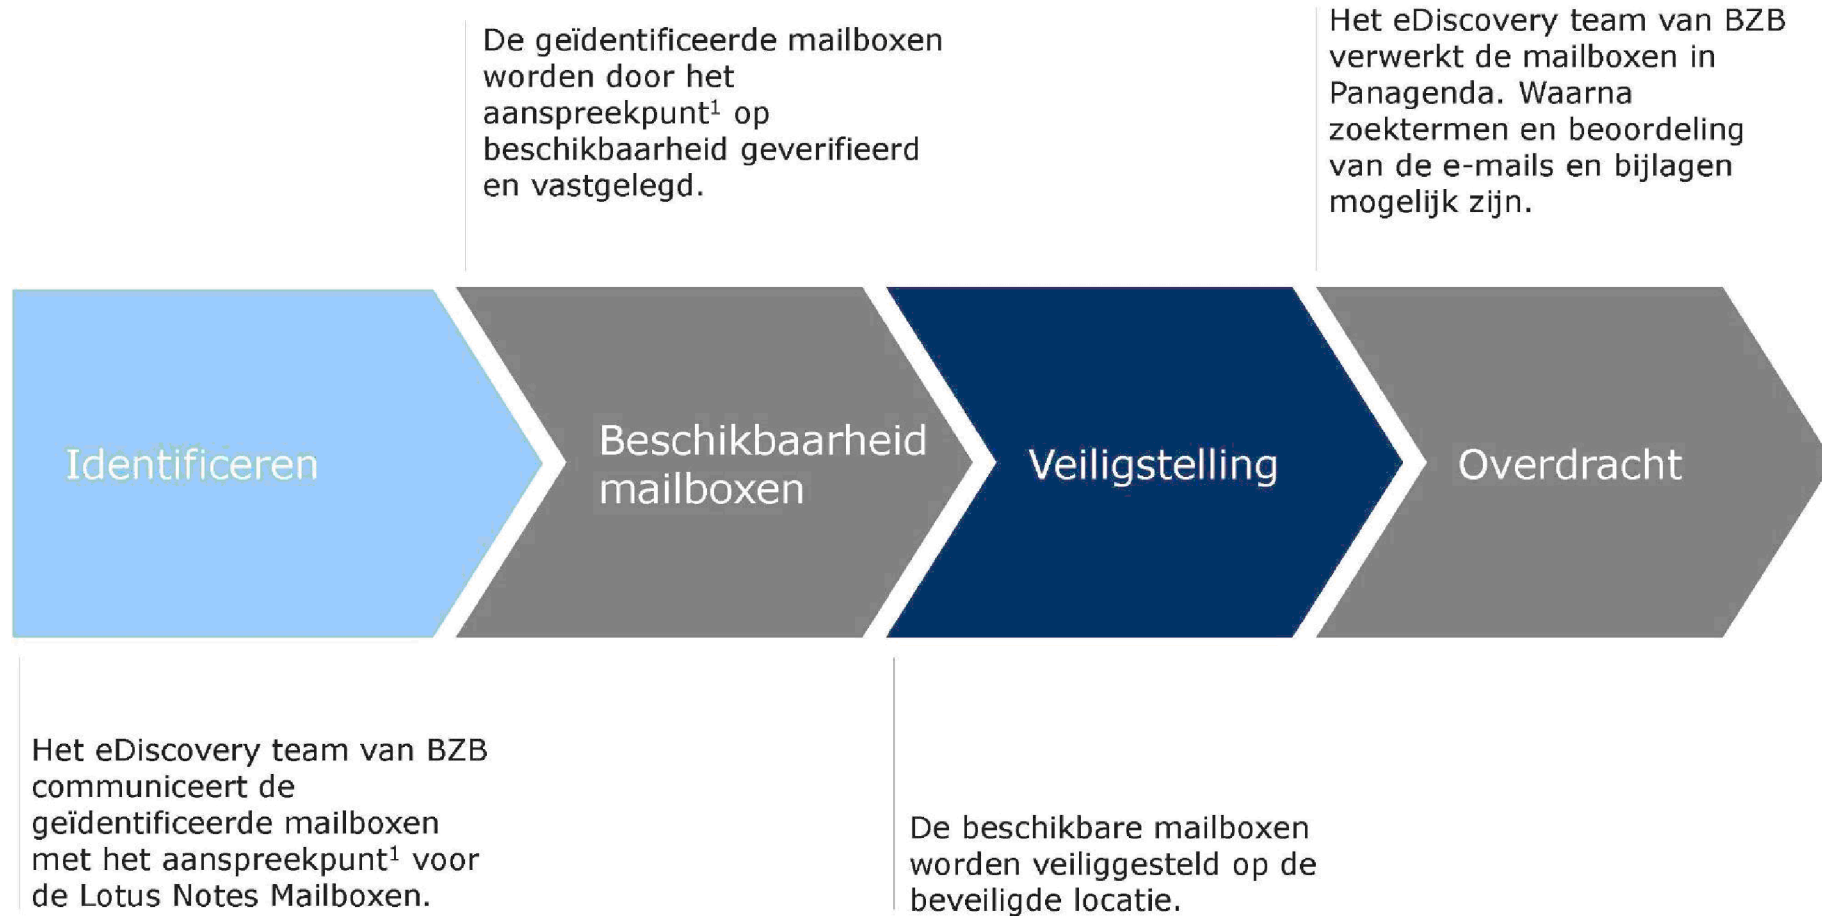 De geïdentificeerde mailboxen
worden door het
aanspreekpunt¹ op
beschikbaarheid geverifieerd
en vastgelegd.
Het eDiscovery team van BZB
verwerkt de mailboxen in
Panagenda. Waarna
zoektermen en beoordeling
van de e-mails en bijlagen
mogelijk zijn.
Identificeren
Beschikbaarheid
mailboxen
Veiligstelling
Overdracht
Het eDiscovery team van BZB
communiceert de
geïdentificeerde mailboxen
met het aanspreekpunt¹ voor
de Lotus Notes Mailboxen.
De beschikbare mailboxen
worden veiliggesteld op de
beveiligde locatie.